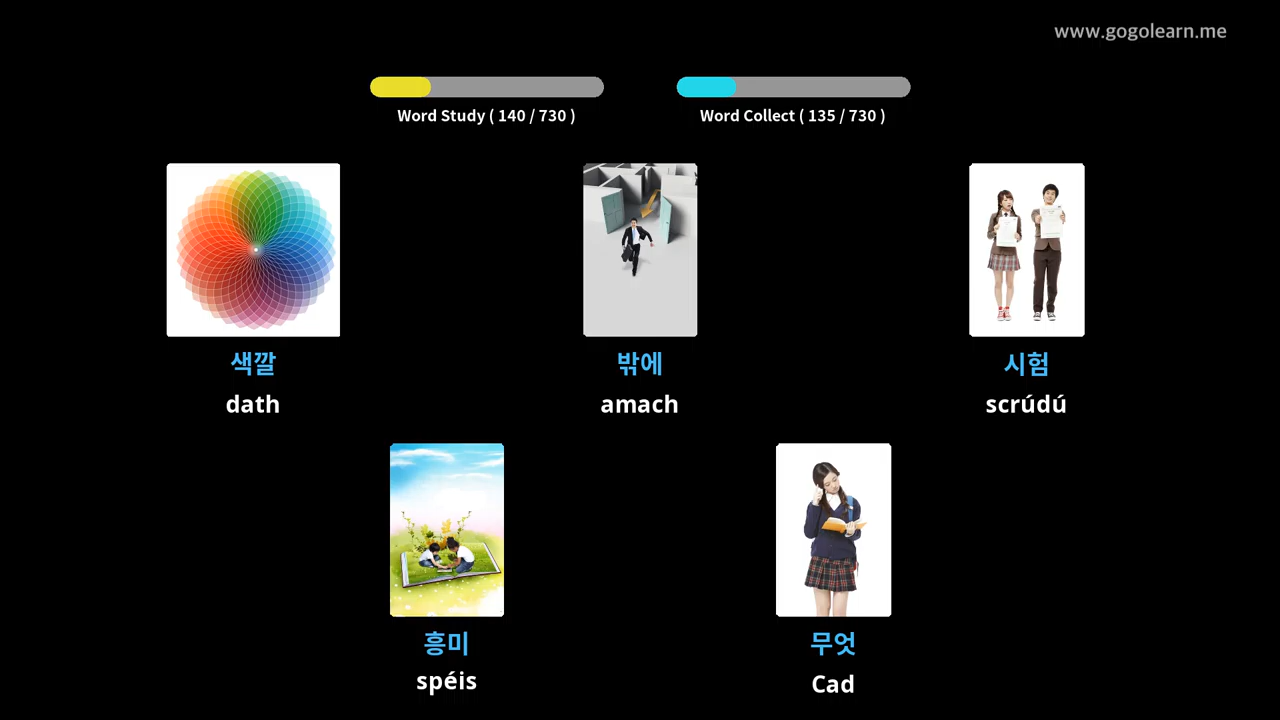 www.gogolearn.me
Word Study ( 140 / 730 )
Word Collect ( 135 / 730 )
색깔
밖에
시험
dath
amach
scrúdú
흥미
무엇
spéis
Cad